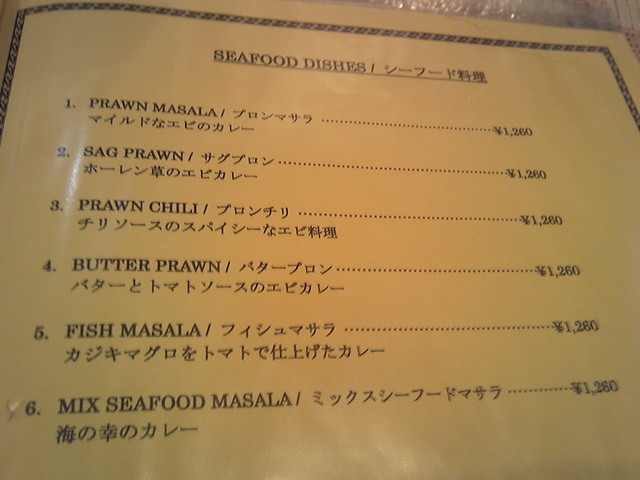 SEAFOOD DISHES / シーフード料理
1. PRAWN MASALA / プロンマサラ ¥1,260
マイルドなエビのカレー
2. SAG PRAWN / サグプロン ¥1,260
ホーレン草のエビカレー
3. PRAWN CHILI / プロンチリ ¥1,260
チリソースのスパイシーなエビ料理
4. BUTTER PRAWN / バタープロン ¥1,260
バターとトマトソースのエビカレー
5. FISH MASALA / フィシュマサラ ¥1,260
カジキマグロをトマトで仕上げたカレー
6. MIX SEAFOOD MASALA / ミックスシーフードマサラ ¥1,260
海の幸のカレー